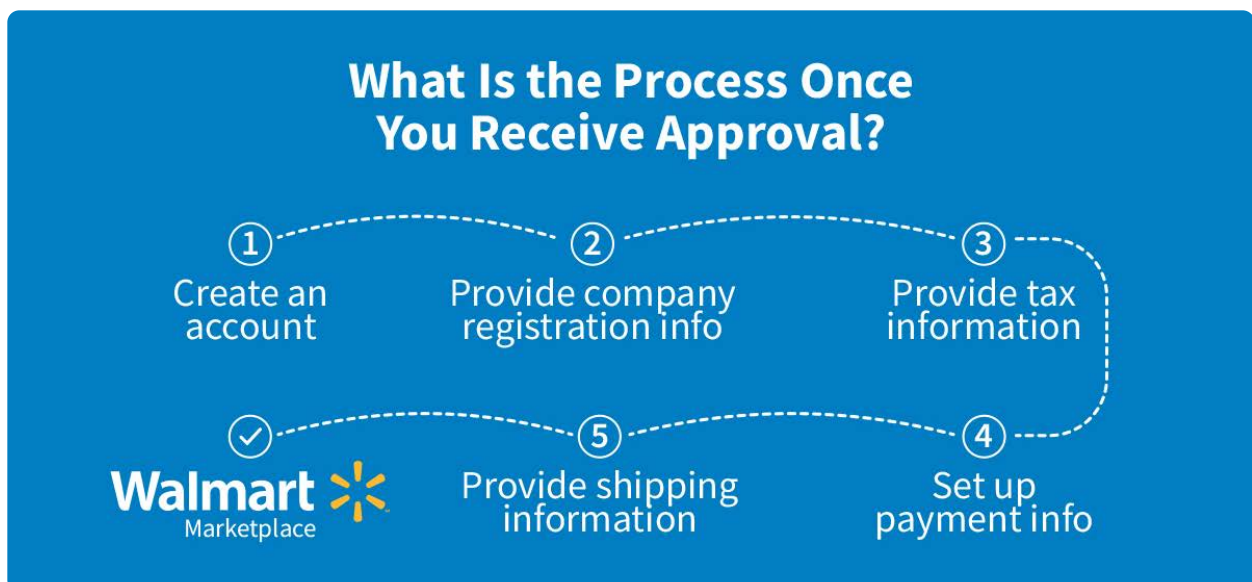 What Is the Process Once
You Receive Approval?
1
Create an
account
2
Provide company
registration info
3
Provide tax
information
4
Set up
payment info
5
Provide shipping
information
Walmart
Marketplace